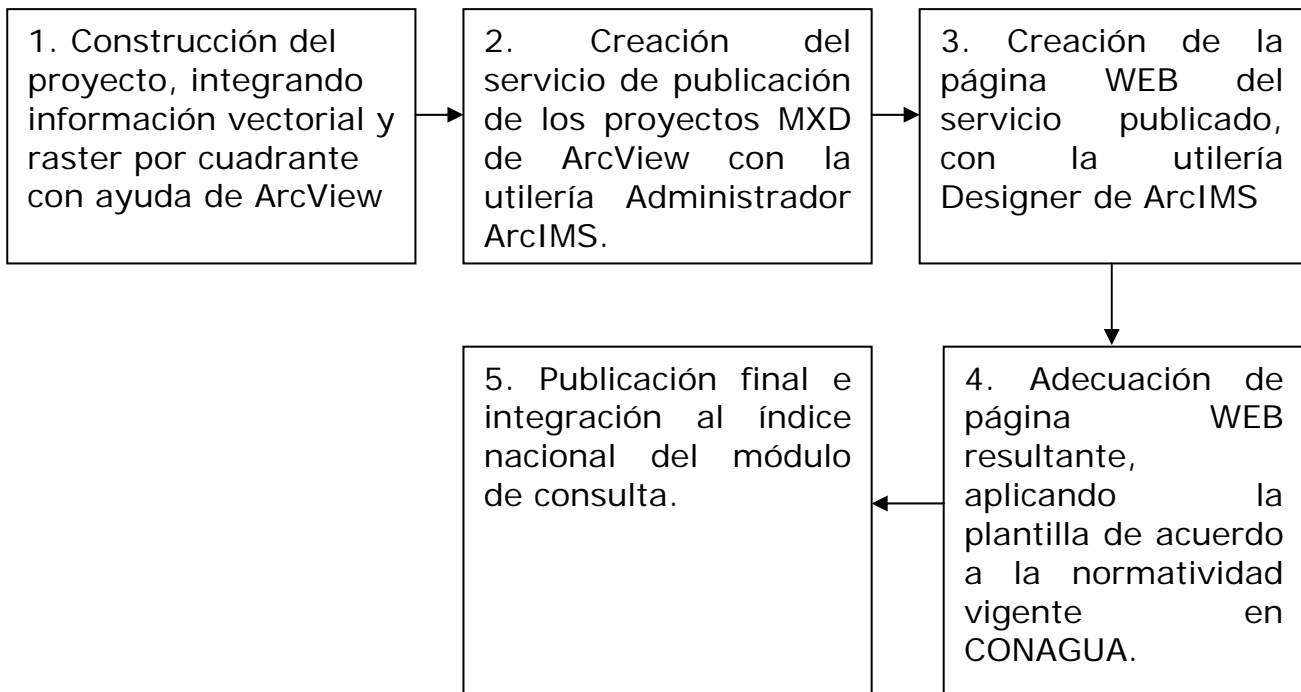 1. Construcción del
proyecto, integrando
información vectorial y
raster por cuadrante
con ayuda de ArcView
2. Creación del
servicio de publicación
de los proyectos MXD
de ArcView con la
utilería Administrador
ArcIMS.
3. Creación de la
página WEB del
servicio publicado,
con la utilería
Designer de ArcIMS
4. Adecuación de
página WEB
resultante,
aplicando la
plantilla de acuerdo
a la normatividad
vigente en
CONAGUA.
5. Publicación final e
integración al índice
nacional del módulo
de consulta.